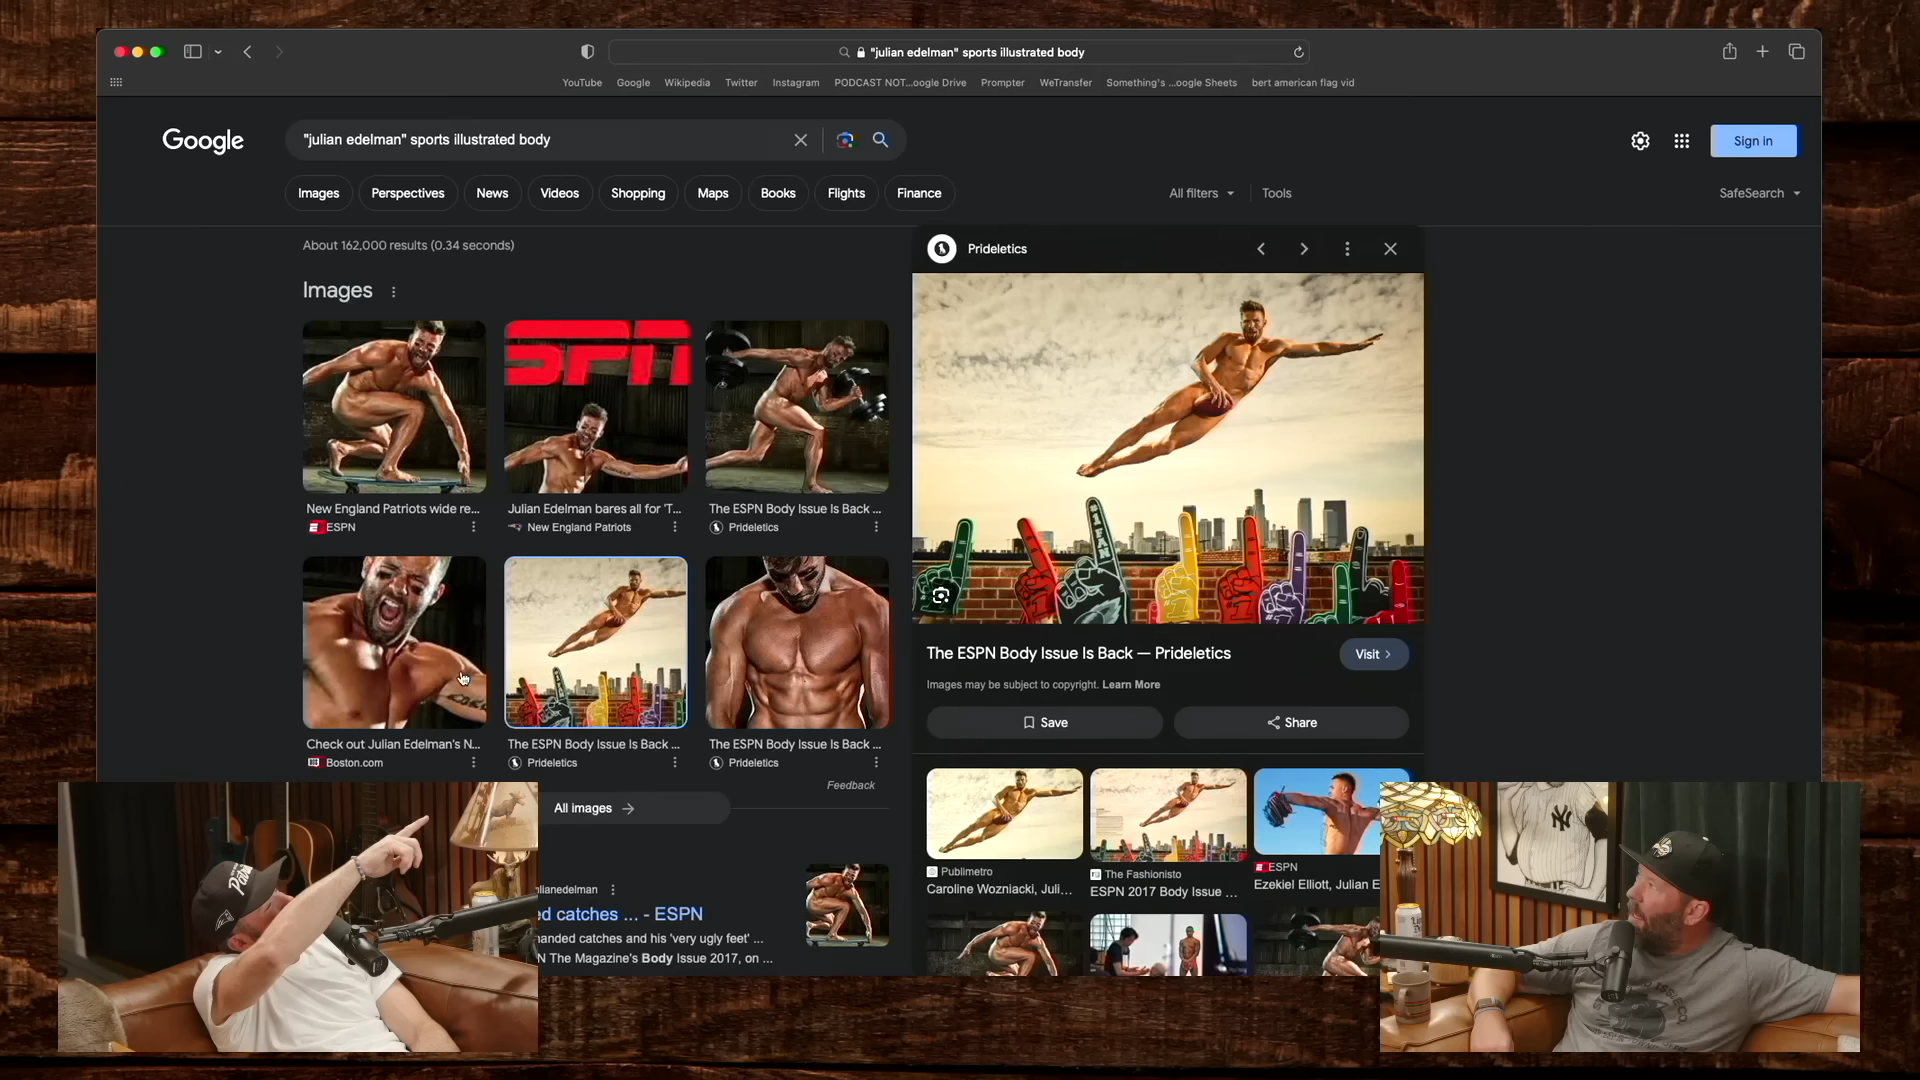 "julian edelman" sports illustrated body
YouTube Google Wikipedia Twitter Instagram PODCAST NOT...oogle Drive Prompter WeTransfer Something's ...oogle Sheets bert american flag vid
Google
"julian edelman" sports illustrated body
Sign in
Images Perspectives News Videos Shopping Maps Books Flights Finance
All filters Tools
SafeSearch
About 162,000 results (0.34 seconds)
Images
New England Patriots wide re...
ESPN
Julian Edelman bares all for 'T...
New England Patriots
The ESPN Body Issue Is Back ...
Prideletics
Check out Julian Edelman's N...
Boston.com
The ESPN Body Issue Is Back ...
Prideletics
The ESPN Body Issue Is Back ...
Prideletics
Feedback
All images
lianedelman
ed catches ... - ESPN
handed catches and his 'very ugly feet' ...
N The Magazine's Body Issue 2017, on ...
Prideletics
#1 FAN
The ESPN Body Issue Is Back — Prideletics
Visit
Images may be subject to copyright. Learn More
Save
Share
Publimetro
Caroline Wozniacki, Juli...
The Fashionisto
ESPN 2017 Body Issue ...
ESPN
Ezekiel Elliott, Julian E